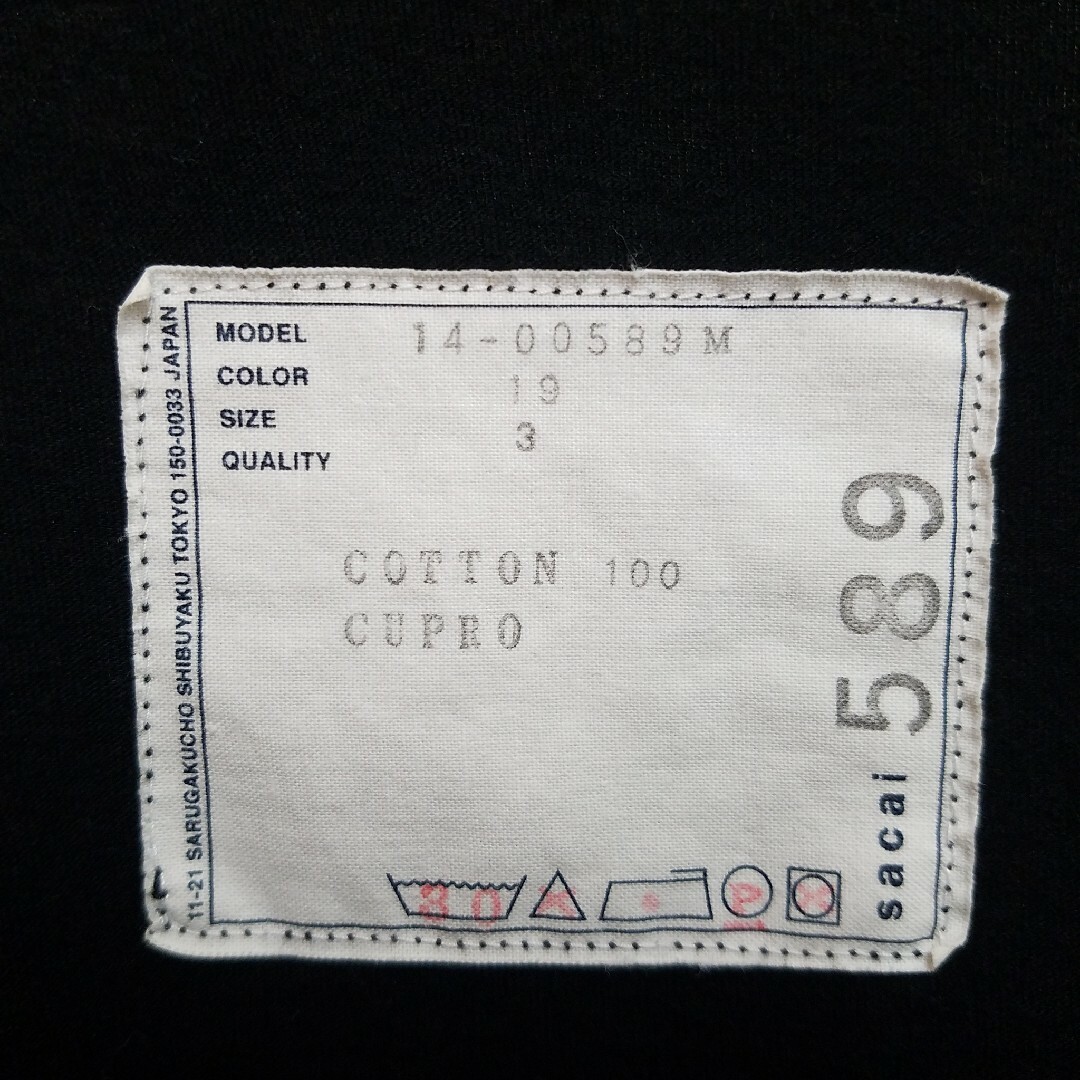 MODEL 14-00589M
COLOR 19
SIZE 3
QUALITY
COTTON 100
CUPRO
30
P
sacai 589
11-21 SARUGAKUCHO SHIBUYAKU TOKYO 150-0033 JAPAN